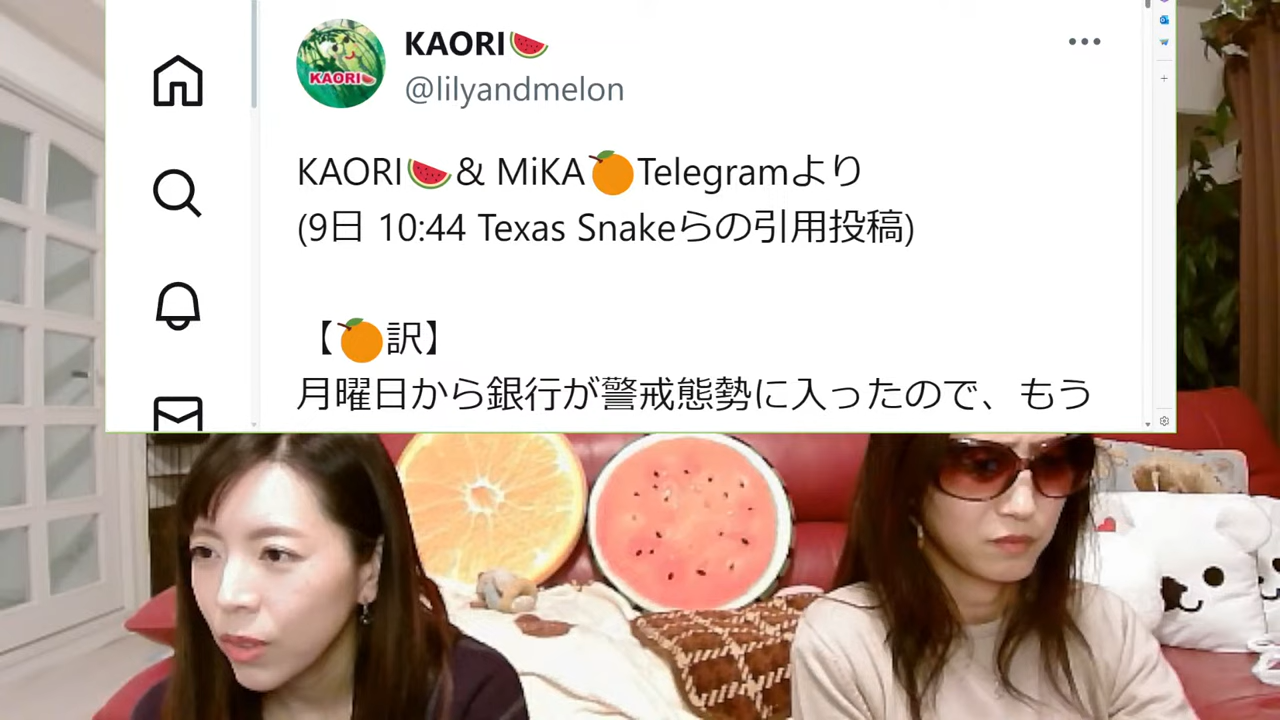 KAORI🍉
KAORI🍉
@lilyandmelon
KAORI🍉& MiKA🍊Telegramより
(9日 10:44 Texas Snakeらの引用投稿)
【🍊訳】
月曜日から銀行が警戒態勢に入ったので、もう